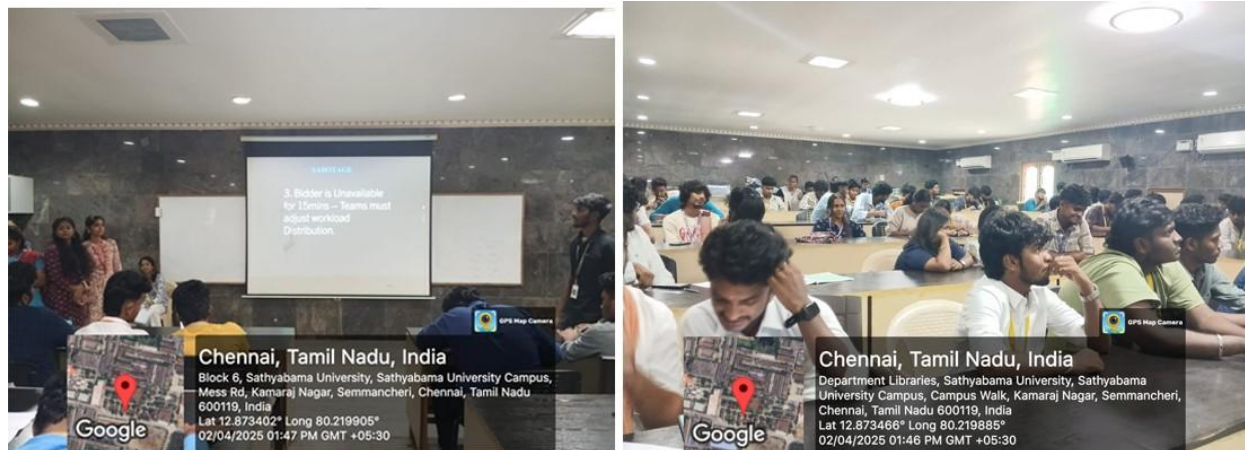 SABOTAGE
3. Bidder is Unavailable
for 15mins – Teams must
adjust workload
Distribution.
GPS Map Camera
Google
Chennai, Tamil Nadu, India
Block 6, Sathyabama University, Sathyabama University Campus,
Mess Rd, Kamaraj Nagar, Semmancheri, Chennai, Tamil Nadu
600119, India
Lat 12.873402° Long 80.219905°
02/04/2025 01:47 PM GMT +05:30
GPS Map Camera
Google
Chennai, Tamil Nadu, India
Department Libraries, Sathyabama University, Sathyabama
University Campus, Campus Walk, Kamaraj Nagar, Semmancheri,
Chennai, Tamil Nadu 600119, India
Lat 12.873466° Long 80.219885°
02/04/2025 01:46 PM GMT +05:30